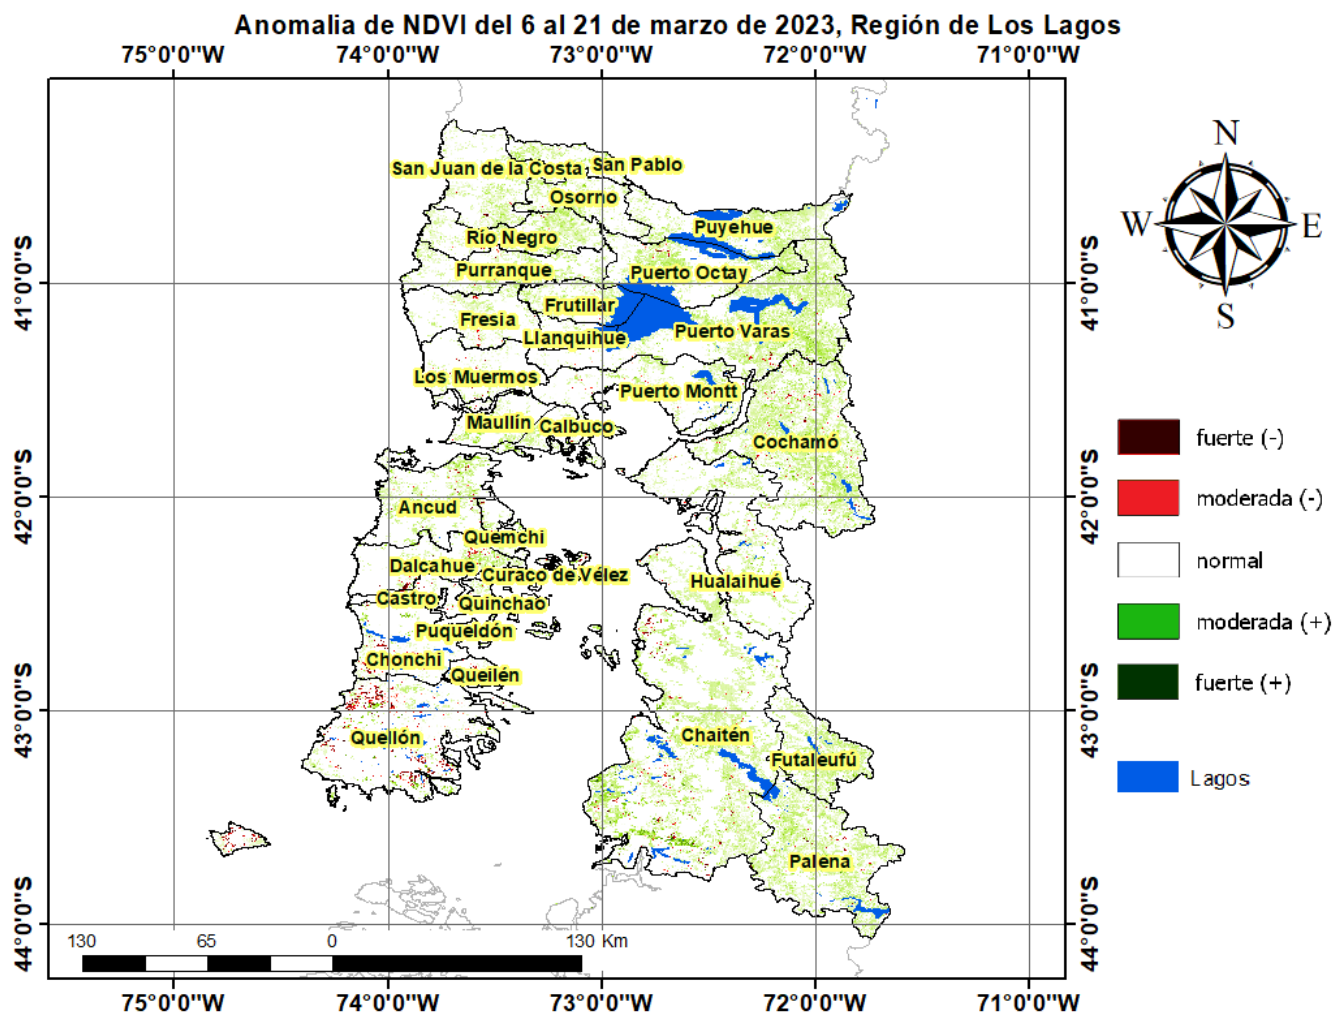 Anomalia de NDVI del 6 al 21 de marzo de 2023, Región de Los Lagos
75°0'0"W 74°0'0"W 73°0'0"W 72°0'0"W 71°0'0"W
N
W E
S
41°0'0"S
41°0'0"S
42°0'0"S
42°0'0"S
43°0'0"S
43°0'0"S
44°0'0"S
44°0'0"S
San Juan de la Costa
San Pablo
Osorno
Puyehue
Río Negro
Purranque
Puerto Octay
Frutillar
Fresia
Puerto Varas
Llanquihue
Los Muermos
Puerto Montt
Maullín
Calbuco
Cochamó
Ancud
Quemchi
Dalcahue
Curaco de Vélez
Hualaihué
Castro
Quinchao
Puqueldón
Chonchi
Queilén
Quellón
Chaitén
Futaleufú
Palena
fuerte (-)
moderada (-)
normal
moderada (+)
fuerte (+)
Lagos
130 65 0 130 Km
75°0'0"W 74°0'0"W 73°0'0"W 72°0'0"W 71°0'0"W